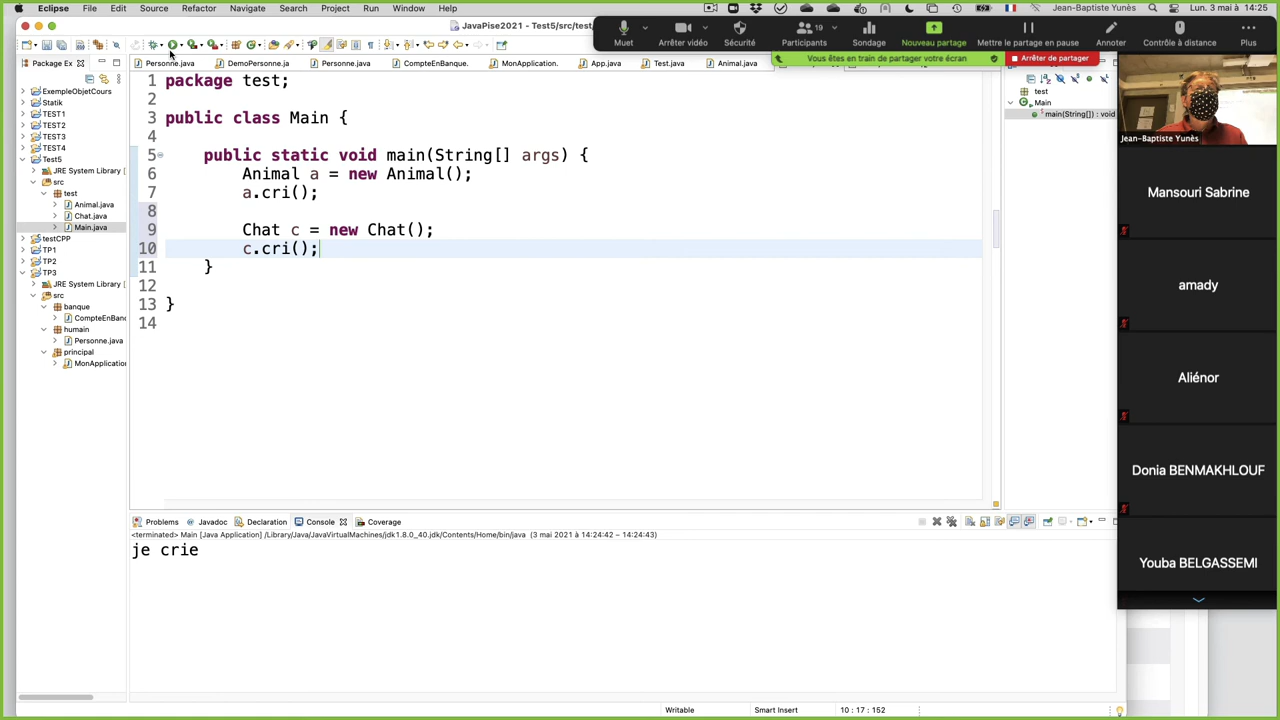 Eclipse File Edit Source Refactor Navigate Search Project Run Window Help Jean-Baptiste Yunès Lun. 3 mai à 14:25
JavaPise2021 - Test5/src/test
Muet Arrêter vidéo Sécurité Participants 19 Sondage Nouveau partage Mettre le partage en pause Annoter Contrôle à distance Plus
Vous êtes en train de partager votre écran Arrêter de partager
Package Ex
Personne.java DemoPersonne.ja Personne.java CompteEnBanque. MonApplication. App.java Test.java Animal.java
ExempleObjetCours
Statik
TEST1
TEST2
TEST3
TEST4
Test5
JRE System Library [
src
test
Animal.java
Chat.java
Main.java
testCPP
TP1
TP2
TP3
JRE System Library [
src
banque
CompteEnBanc
humain
Personne.java
principal
MonApplication
1 package test;
2
3 public class Main {
4
5 public static void main(String[] args) {
6 Animal a = new Animal();
7 a.cri();
8
9 Chat c = new Chat();
10 c.cri();
11 }
12
13 }
14
test
Main
main(String[]) : void
Jean-Baptiste Yunès
Mansouri Sabrine
amady
Aliénor
Donia BENMAKHLOUF
Youba BELGASSEMI
Problems @ Javadoc Declaration Console Coverage
<terminated> Main [Java Application] /Library/Java/JavaVirtualMachines/jdk1.8.0_40.jdk/Contents/Home/bin/java (3 mai 2021 à 14:24:42 – 14:24:43)
je crie
Writable Smart Insert 10 : 17 : 152